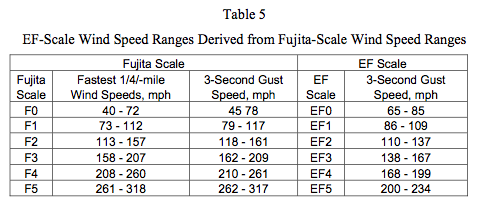 Table 5
EF-Scale Wind Speed Ranges Derived from Fujita-Scale Wind Speed Ranges
Fujita Scale EF Scale
Fujita Scale Fastest 1/4/-mile Wind Speeds, mph 3-Second Gust Speed, mph EF Scale 3-Second Gust Speed, mph
F0 40 - 72 45 78 EF0 65 - 85
F1 73 - 112 79 - 117 EF1 86 - 109
F2 113 - 157 118 - 161 EF2 110 - 137
F3 158 - 207 162 - 209 EF3 138 - 167
F4 208 - 260 210 - 261 EF4 168 - 199
F5 261 - 318 262 - 317 EF5 200 - 234